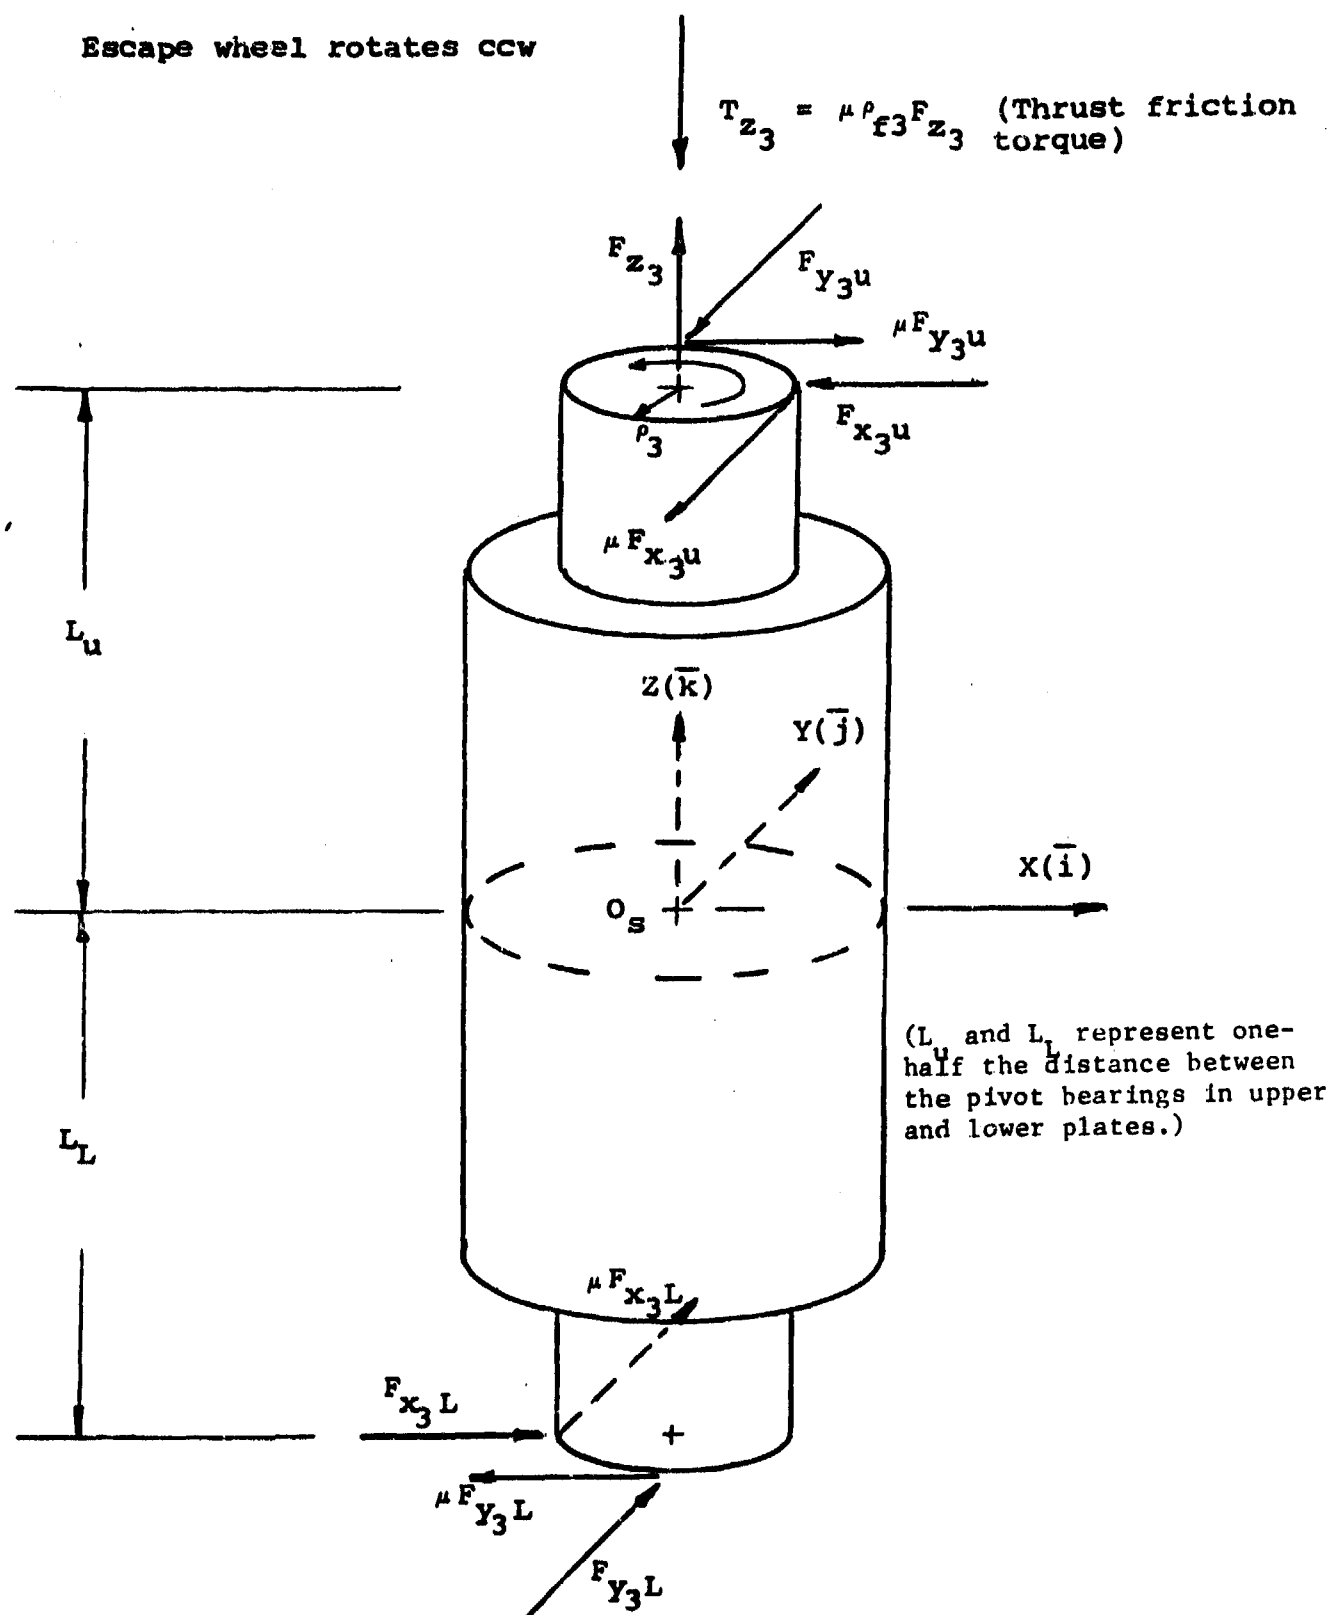 Escape wheel rotates ccw
T_z3 = μρ_f3F_z3 (Thrust friction
torque)
F_z3
F_y3u
μF_y3u
F_x3u
ρ_3
μF_x3u
L_u
Z(k̅)
Y(j̅)
X(i̅)
O_s
(L_u and L_L represent one-
half the distance between
the pivot bearings in upper
and lower plates.)
L_L
μF_x3L
F_x3L
μF_y3L
F_y3L